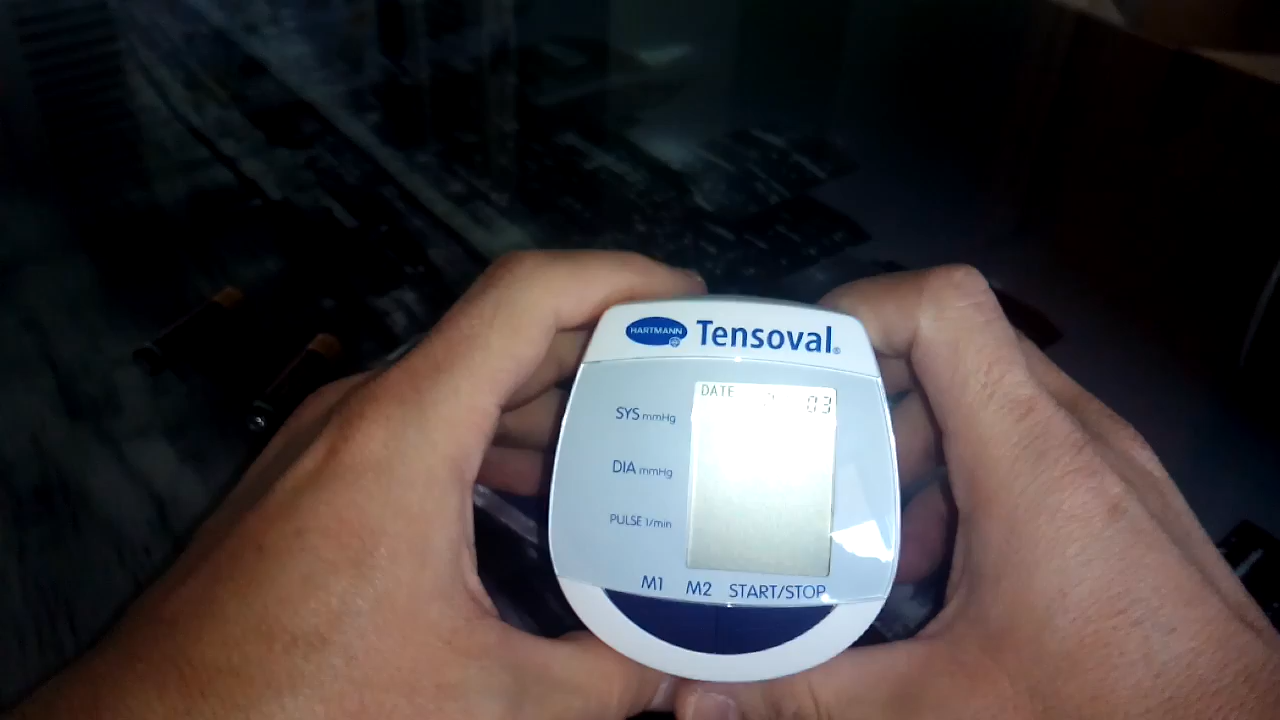 HARTMANN Tensoval®
DATE 03
SYS mmHg
DIA mmHg
PULSE 1/min
M1 M2 START/STOP